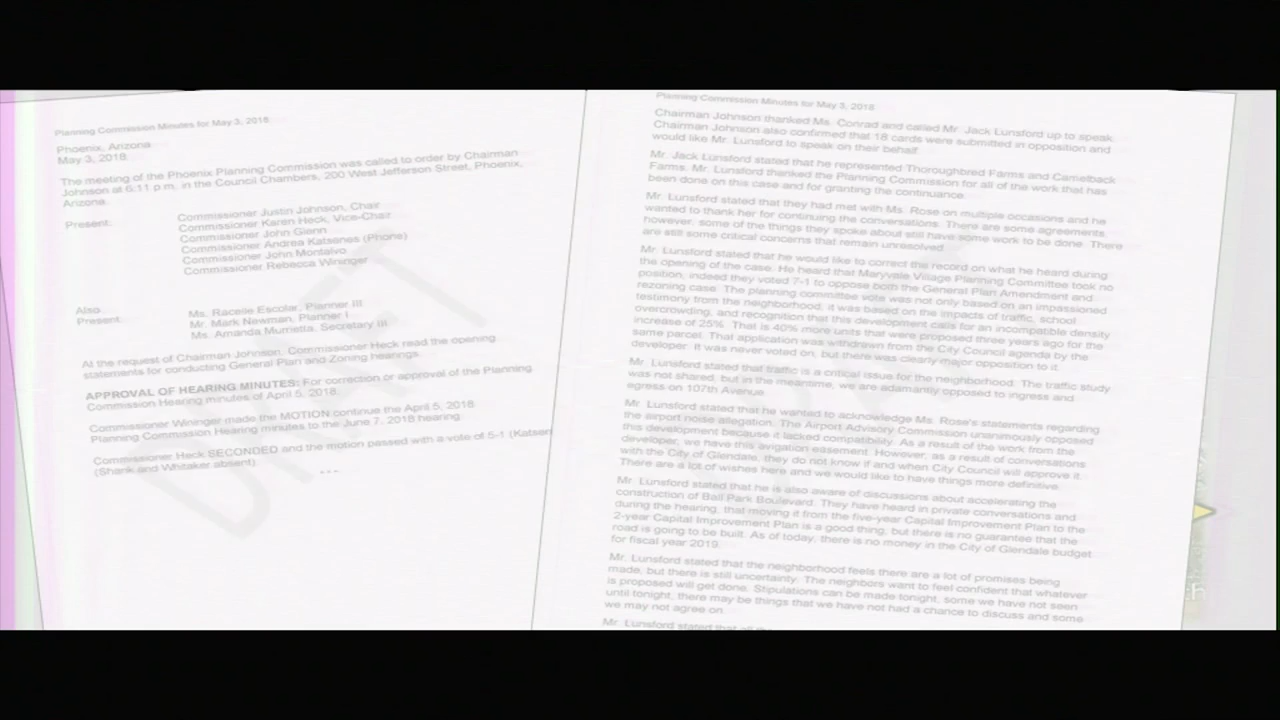 Planning Commission Minutes for May 3, 2018
Phoenix, Arizona
May 3, 2018
The meeting of the Phoenix Planning Commission was called to order by Chairman
Johnson at 6:11 p.m. in the Council Chambers, 200 West Jefferson Street, Phoenix,
Arizona.
Present:
Commissioner Justin Johnson, Chair
Commissioner Karen Heck, Vice-Chair
Commissioner John Glenn
Commissioner Andrea Katsenes (Phone)
Commissioner John Montalvo
Commissioner Rebecca Wininger
Also
Present:
Ms. Racelle Escolar, Planner III
Mr. Mark Newman, Planner I
Ms. Amanda Murrietta, Secretary III
At the request of Chairman Johnson, Commissioner Heck read the opening
statements for conducting General Plan and Zoning hearings.
APPROVAL OF HEARING MINUTES: For correction or approval of the Planning
Commission Hearing minutes of April 5, 2018.
Commissioner Wininger made the MOTION continue the April 5, 2018
Planning Commission Hearing minutes to the June 7, 2018 hearing.
Commissioner Heck SECONDED and the motion passed with a vote of 5-1 (Katsen
(Shank and Whitaker absent)
* * *
DRAFT
Planning Commission Minutes for May 3, 2018
Chairman Johnson thanked Ms. Conrad and called Mr. Jack Lunsford up to speak.
Chairman Johnson also confirmed that 18 cards were submitted in opposition and
would like Mr. Lunsford to speak on their behalf.
Mr. Jack Lunsford stated that he represented Thoroughbred Farms and Camelback
Farms. Mr. Lunsford thanked the Planning Commission for all of the work that has
been done on this case and for granting the continuance.
Mr. Lunsford stated that they had met with Ms. Rose on multiple occasions and he
wanted to thank her for continuing the conversations. There are some agreements,
however, some of the things they spoke about still have some work to be done. There
are still some critical concerns that remain unresolved.
Mr. Lunsford stated that he would like to correct the record on what he heard during
the opening of the case. He heard that Maryvale Village Planning Committee took no
position; indeed they voted 7-1 to oppose both the General Plan Amendment and
rezoning case. The planning committee vote was not only based on an impassioned
testimony from the neighborhood, it was based on the impacts of traffic, school
overcrowding, and recognition that this development calls for an incompatible density
increase of 25%. That is 40% more units that were proposed three years ago for the
same parcel. That application was withdrawn from the City Council agenda by the
developer. It was never voted on, but there was clearly major opposition to it.
Mr. Lunsford stated that traffic is a critical issue for the neighborhood. The traffic study
was not shared, but in the meantime, we are adamantly opposed to ingress and
egress on 107th Avenue.
Mr. Lunsford stated that he wanted to acknowledge Ms. Rose's statements regarding
the airport noise allegation. The Airport Advisory Commission unanimously opposed
this development because it lacked compatibility. As a result of the work from the
developer, we have this avigation easement. However, as a result of conversations
with the City of Glendale, they do not know if and when City Council will approve it.
There are a lot of wishes here and we would like to have things more definitive.
Mr. Lunsford stated that he is also aware of discussions about accelerating the
construction of Ball Park Boulevard. They have heard in private conversations and
during the hearing, that moving it from the five-year Capital Improvement Plan to the
2-year Capital Improvement Plan is a good thing, but there is no guarantee that the
road is going to be built. As of today, there is no money in the City of Glendale budget
for fiscal year 2019.
Mr. Lunsford stated that the neighborhood feels there are a lot of promises being
made, but there is still uncertainty. The neighbors want to feel confident that whatever
is proposed will get done. Stipulations can be made tonight, some we have not seen
until tonight, there may be things that we have not had a chance to discuss and some
we may not agree on.
Mr. Lunsford stated that all